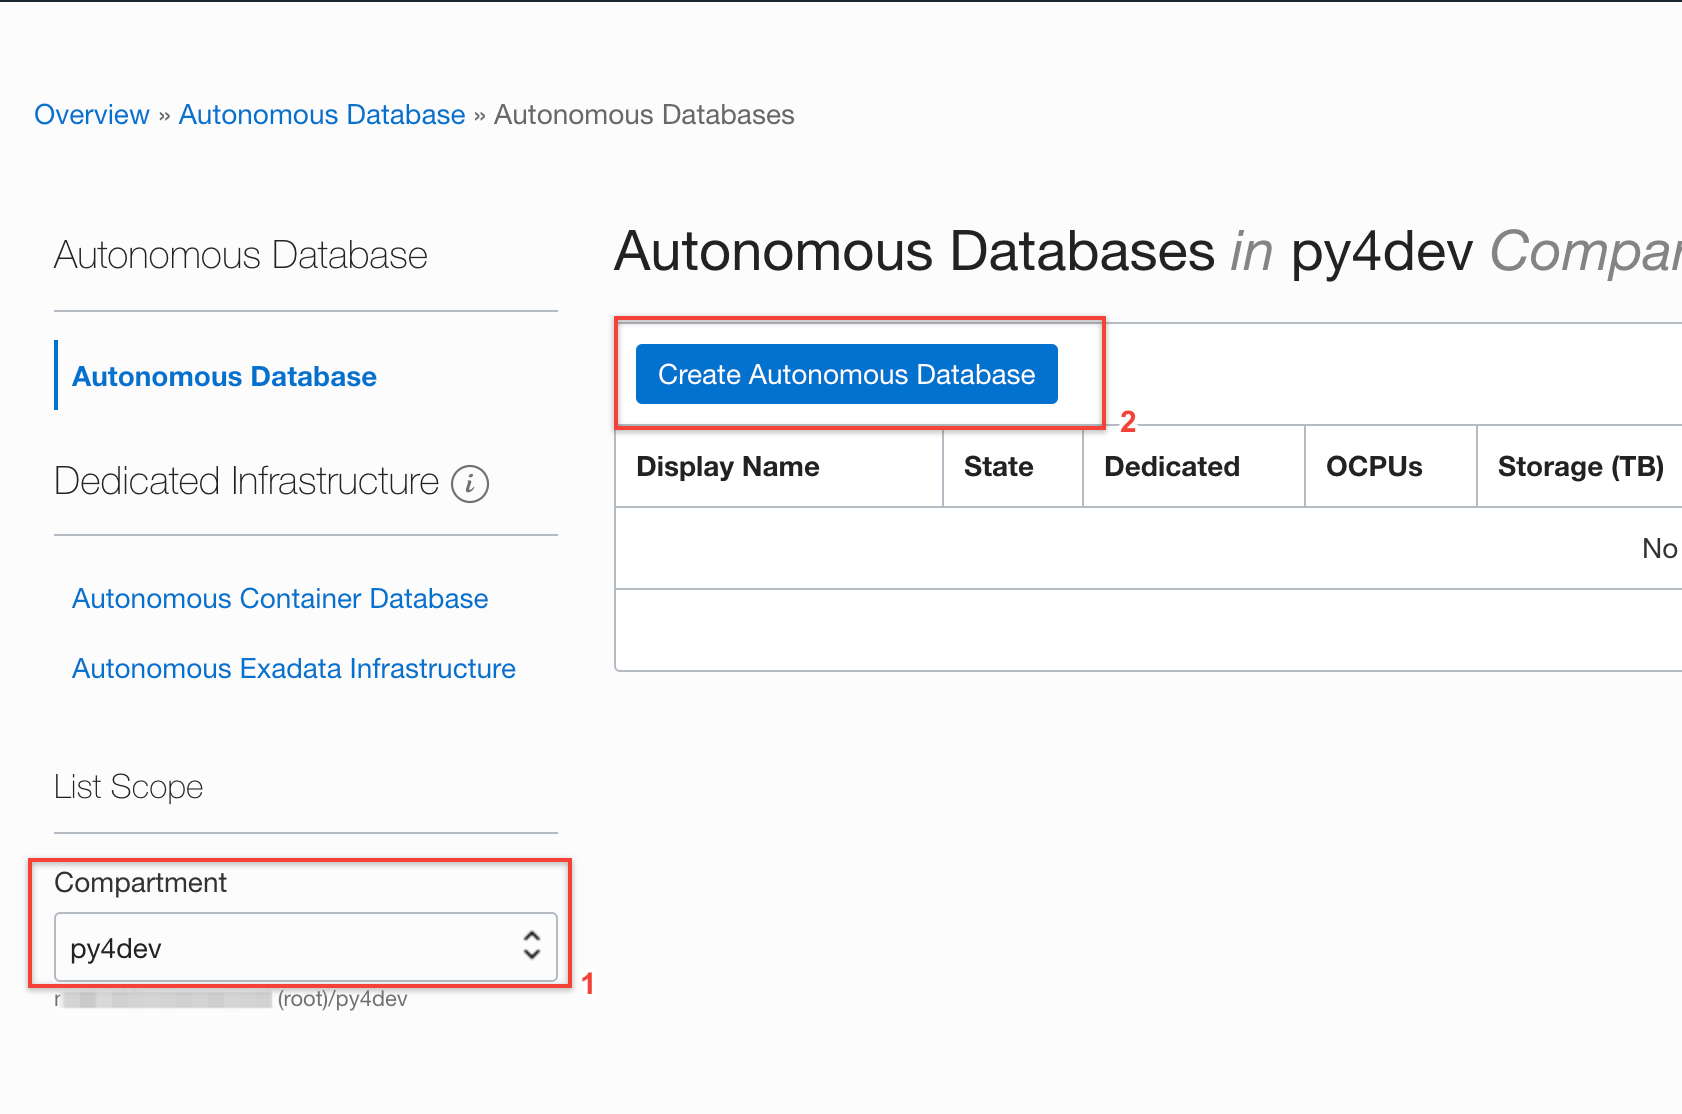 Overview » Autonomous Database » Autonomous Databases
Autonomous Database
Autonomous Database
Dedicated Infrastructure i
Autonomous Container Database
Autonomous Exadata Infrastructure
List Scope
Compartment
py4dev
1
(root)/py4dev
Autonomous Databases in py4dev Compar
Create Autonomous Database
2
Display Name State Dedicated OCPUs Storage (TB)
No